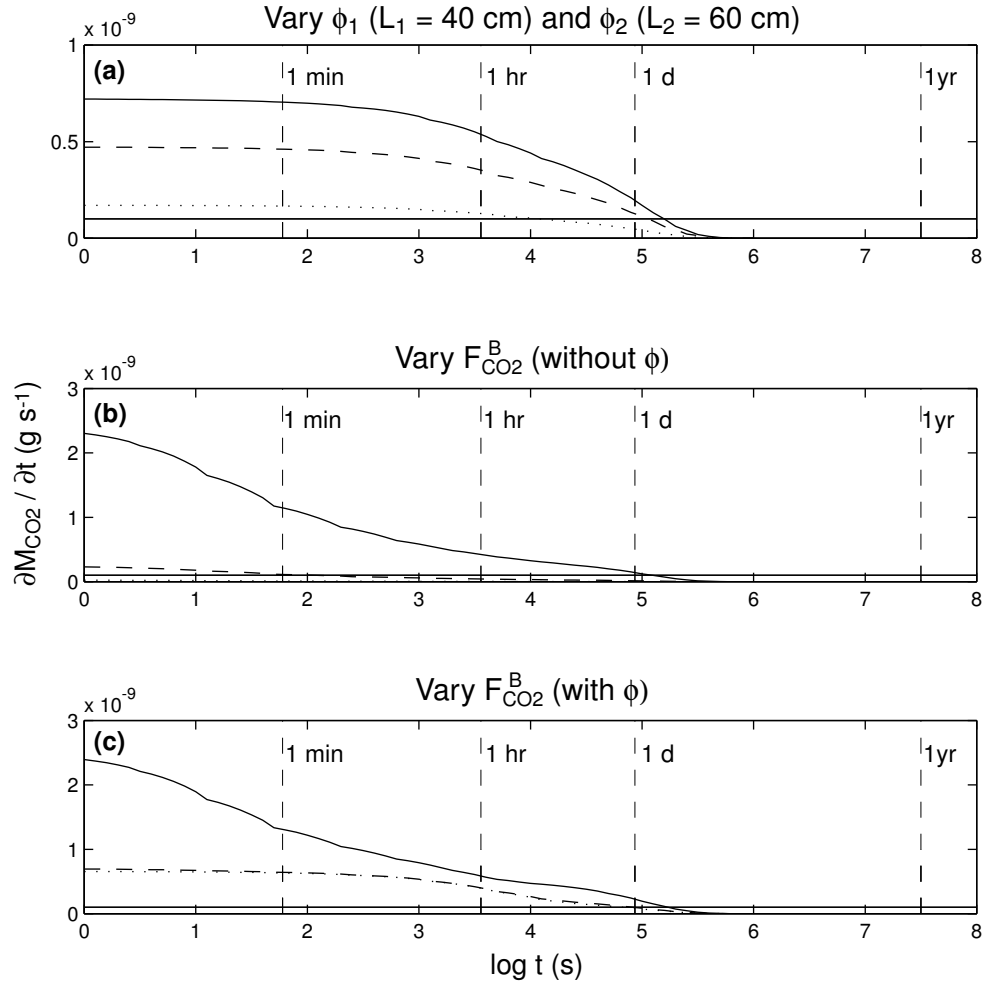 Vary ϕ₁ (L₁ = 40 cm) and ϕ₂ (L₂ = 60 cm)
x 10⁻⁹
1
0.5
0
(a)
1 min
1 hr
1 d
1yr
0 1 2 3 4 5 6 7 8
Vary F_CO2^B (without ϕ)
x 10⁻⁹
3
2
1
0
(b)
1 min
1 hr
1 d
1yr
0 1 2 3 4 5 6 7 8
∂M_CO2 / ∂t (g s⁻¹)
Vary F_CO2^B (with ϕ)
x 10⁻⁹
3
2
1
0
(c)
1 min
1 hr
1 d
1yr
0 1 2 3 4 5 6 7 8
log t (s)